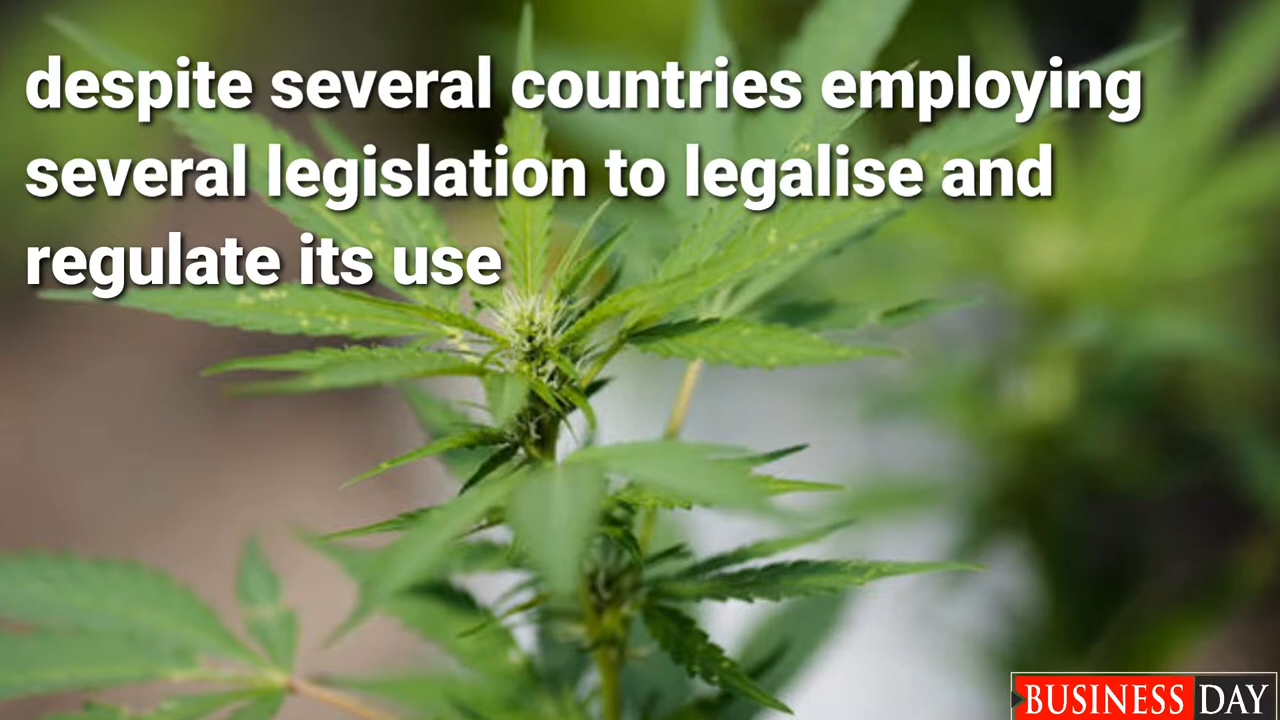 despite several countries employing
several legislation to legalise and
regulate its use
BUSINESS DAY